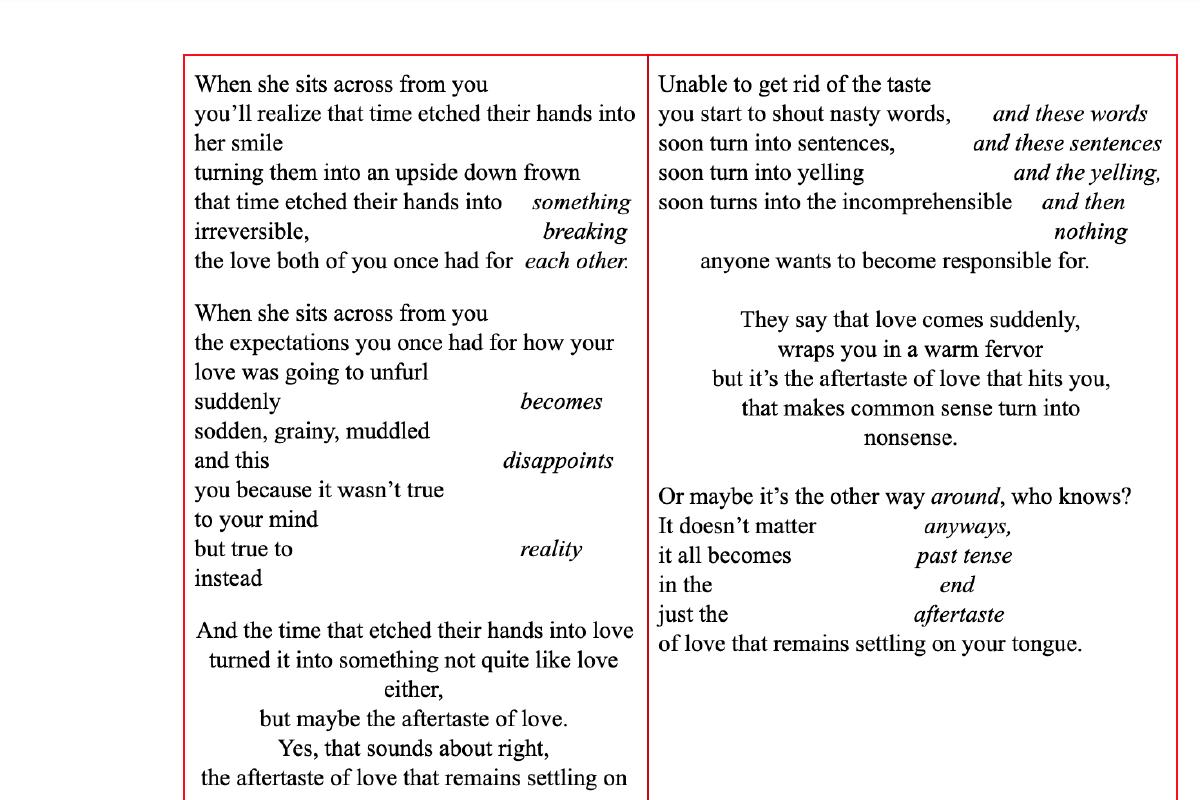 When she sits across from you
you’ll realize that time etched their hands into
her smile
turning them into an upside down frown
that time etched their hands into something
irreversible, breaking
the love both of you once had for each other.
When she sits across from you
the expectations you once had for how your
love was going to unfurl
suddenly becomes
sodden, grainy, muddled
and this disappoints
you because it wasn’t true
to your mind
but true to reality
instead
And the time that etched their hands into love
turned it into something not quite like love
either,
but maybe the aftertaste of love.
Yes, that sounds about right,
the aftertaste of love that remains settling on
Unable to get rid of the taste
you start to shout nasty words, and these words
soon turn into sentences, and these sentences
soon turn into yelling and the yelling,
soon turns into the incomprehensible and then
nothing
anyone wants to become responsible for.
They say that love comes suddenly,
wraps you in a warm fervor
but it’s the aftertaste of love that hits you,
that makes common sense turn into
nonsense.
Or maybe it’s the other way around, who knows?
It doesn’t matter anyways,
it all becomes past tense
in the end
just the aftertaste
of love that remains settling on your tongue.